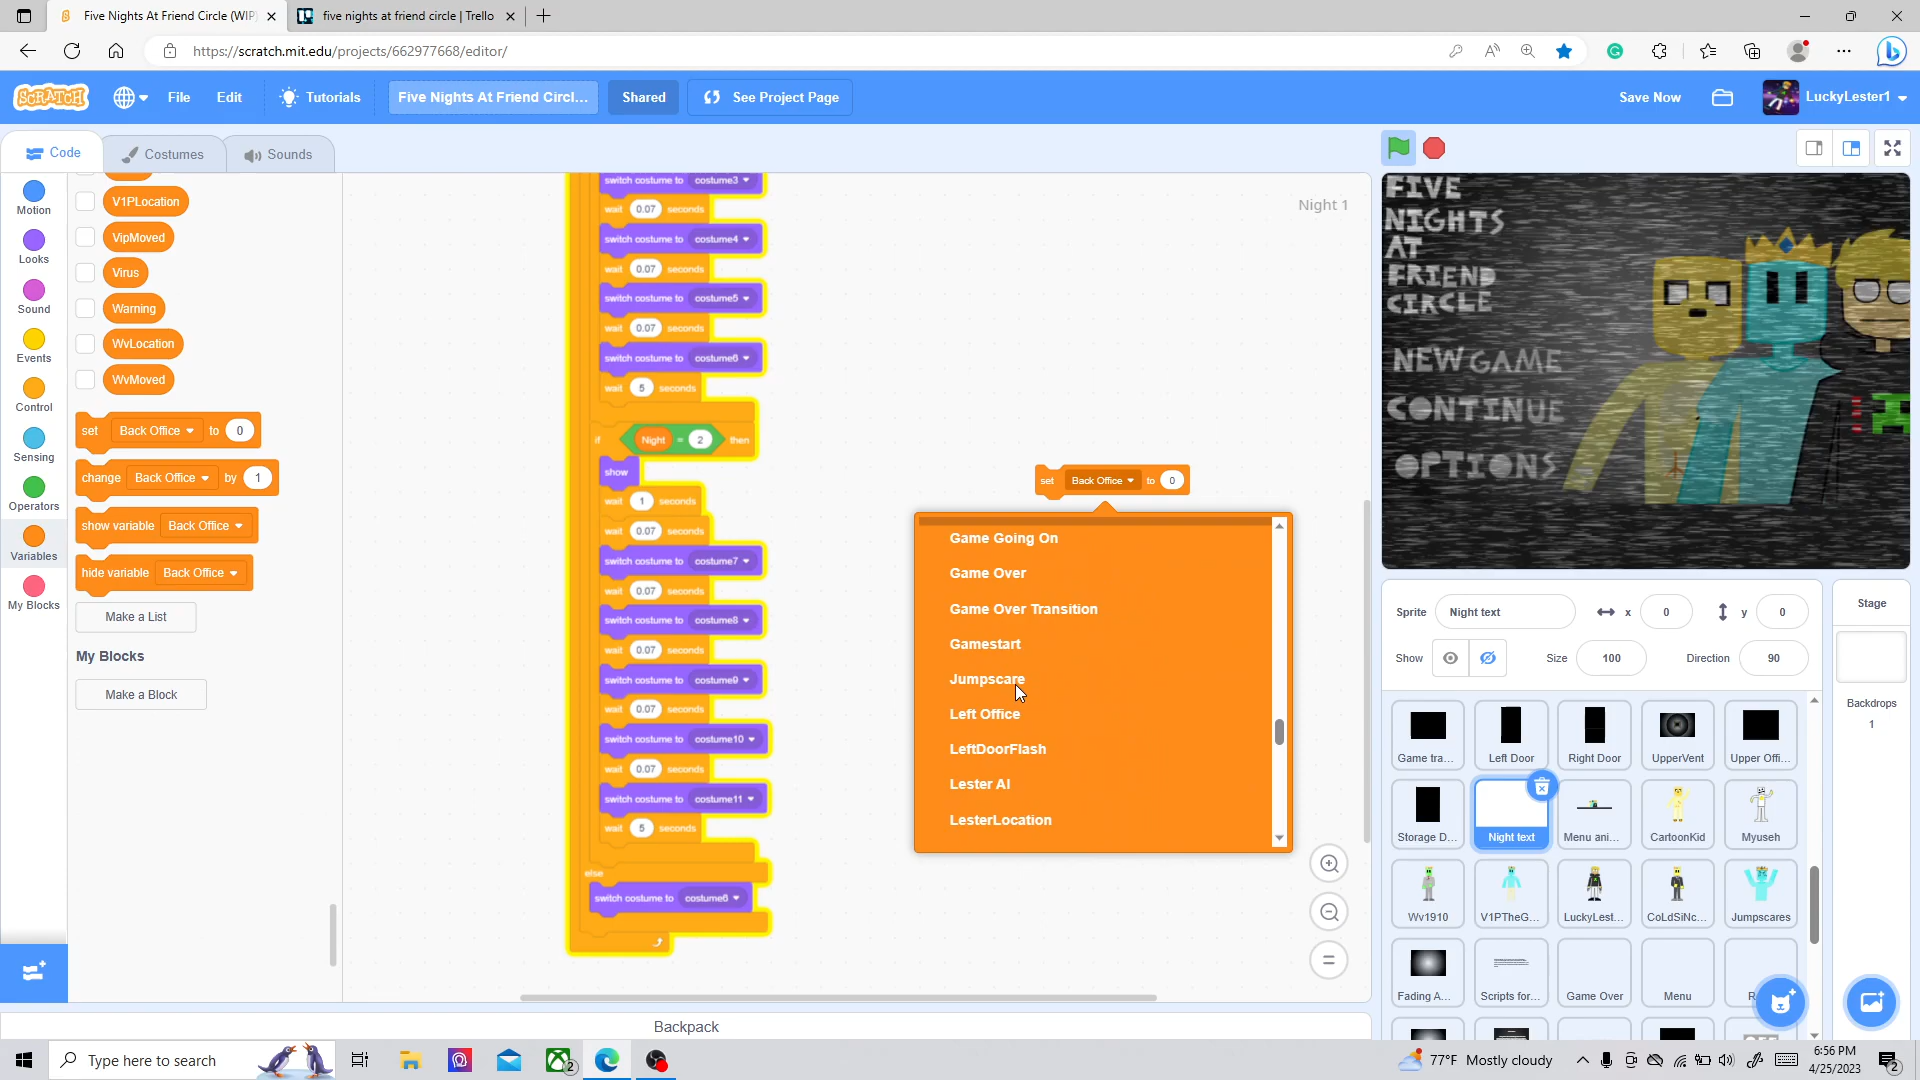 Five Nights At Friend Circle (WIP)
five nights at friend circle | Trello
https://scratch.mit.edu/projects/662977668/editor/
SCRATCH
File
Edit
Tutorials
Five Nights At Friend Circl...
Shared
See Project Page
Save Now
LuckyLester1
Code
Costumes
Sounds
Motion
Looks
Sound
Events
Control
Sensing
Operators
Variables
My Blocks
V1PLocation
VipMoved
Virus
Warning
WvLocation
WvMoved
set Back Office to 0
change Back Office by 1
show variable Back Office
hide variable Back Office
Make a List
My Blocks
Make a Block
switch costume to costume3
wait 0.07 seconds
switch costume to costume4
wait 0.07 seconds
switch costume to costume5
wait 0.07 seconds
switch costume to costume6
wait 5 seconds
if Night = 2 then
show
wait 1 seconds
wait 0.07 seconds
switch costume to costume7
wait 0.07 seconds
switch costume to costume8
wait 0.07 seconds
switch costume to costume9
wait 0.07 seconds
switch costume to costume10
wait 0.07 seconds
switch costume to costume11
wait 5 seconds
else
switch costume to costume6
Night 1
set Back Office to 0
Game Going On
Game Over
Game Over Transition
Gamestart
Jumpscare
Left Office
LeftDoorFlash
Lester AI
LesterLocation
Backpack
FIVE
NIGHTS
AT
FRIEND
CIRCLE
NEW GAME
CONTINUE
OPTIONS
Sprite Night text x 0 y 0
Show Size 100 Direction 90
Stage
Backdrops
1
Game tra... Left Door Right Door UpperVent Upper Offi...
Storage D... Night text Menu ani... CartoonKid Myuseh
Wv1910 V1PTheG... LuckyLest... CoLdSiNc... Jumpscares
Fading A... Scripts for... Game Over Menu
Type here to search
2
77°F Mostly cloudy
6:56 PM
4/25/2023
2